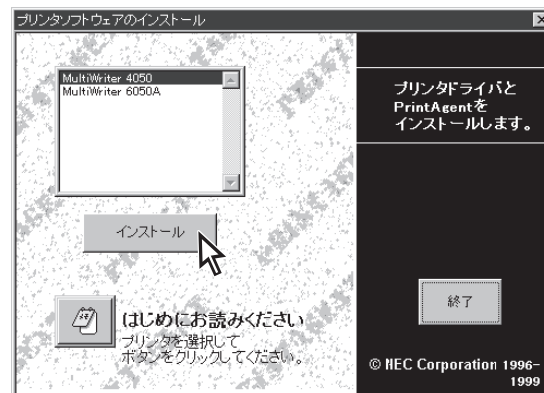 プリンタソフトウェアのインストール
MultiWriter 4050
MultiWriter 6050A
インストール
はじめにお読みください
プリンタを選択して
ボタンをクリックしてください。
プリンタドライバと
PrintAgentを
インストールします。
終了
© NEC Corporation 1996-
1999